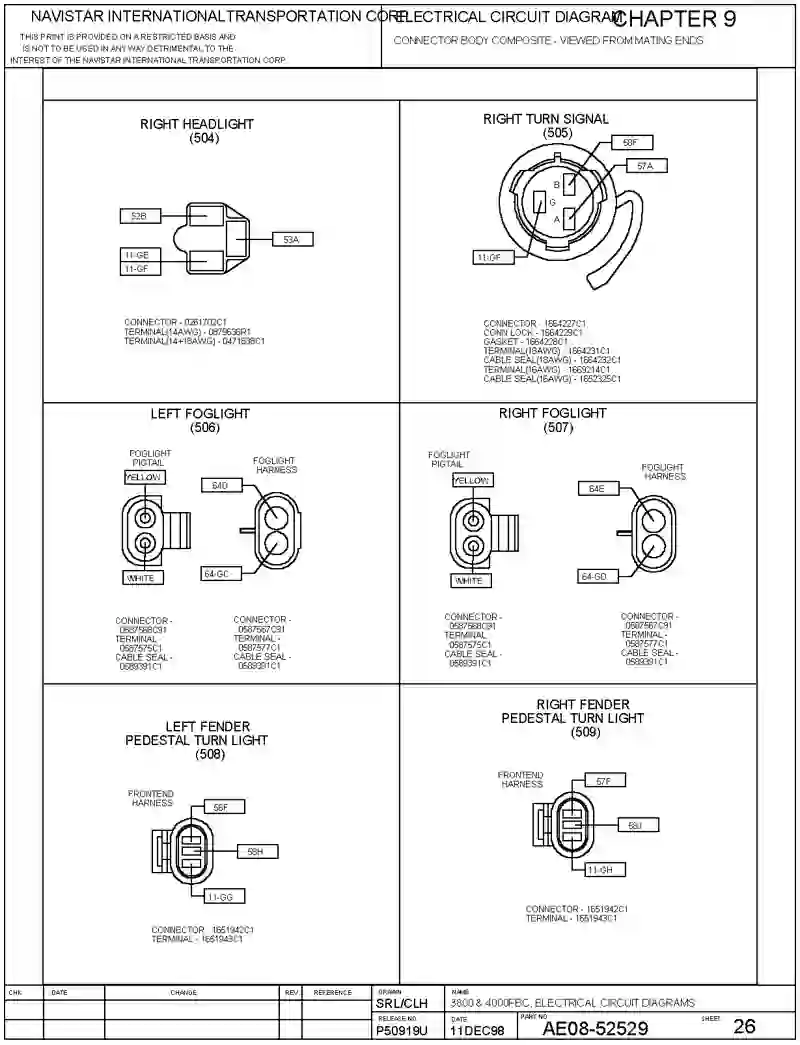 NAVISTAR INTERNATIONAL TRANSPORTATION CORP
THIS PRINT IS PROVIDED ON A RESTRICTED BASIS AND
IS NOT TO BE USED IN ANY WAY DETRIMENTAL TO THE
INTEREST OF THE NAVISTAR INTERNATIONAL TRANSPORTATION CORP
ELECTRICAL CIRCUIT DIAGRAM
CHAPTER 9
CONNECTOR BODY COMPOSITE - VIEWED FROM MATING ENDS
RIGHT HEADLIGHT
(504)
52B
53A
11-GE
11-GF
CONNECTOR - 0261702C1
TERMINAL(14AWG) - 0879636R1
TERMINAL(14+18AWG) - 0471638C1
RIGHT TURN SIGNAL
(505)
58F
57A
B
G
A
11-GF
CONNECTOR - 1664227C1
CONN LOCK - 1664229C1
GASKET - 1664228C1
TERMINAL(18AWG) - 1664231C1
CABLE SEAL(18AWG) - 1664232C1
TERMINAL(16AWG) - 1669214C1
CABLE SEAL(16AWG) - 1652325C1
LEFT FOGLIGHT
(506)
FOGLIGHT
PIGTAIL
YELLOW
WHITE
FOGLIGHT
HARNESS
64D
64-GC
CONNECTOR -
0587568C91
TERMINAL
0587575C1
CABLE SEAL -
0589391C1
CONNECTOR -
0587567C91
TERMINAL -
0587577C1
CABLE SEAL -
0589391C1
RIGHT FOGLIGHT
(507)
FOGLIGHT
PIGTAIL
YELLOW
WHITE
FOGLIGHT
HARNESS
64E
64-GD
CONNECTOR -
0587568C91
TERMINAL
0587575C1
CABLE SEAL -
0589391C1
CONNECTOR -
0587567C91
TERMINAL -
0587577C1
CABLE SEAL -
0589391C1
LEFT FENDER
PEDESTAL TURN LIGHT
(508)
FRONTEND
HARNESS
56F
58H
11-GG
CONNECTOR 1651942C1
TERMINAL - 1651943C1
RIGHT FENDER
PEDESTAL TURN LIGHT
(509)
FRONTEND
HARNESS
57F
58J
11-GH
CONNECTOR - 1651942C1
TERMINAL - 1651943C1
CHK DATE CHANGE REV REFERENCE
DRAWN
SRL/CLH
NAME
3800 & 4000FBC, ELECTRICAL CIRCUIT DIAGRAMS
RELEASE NO.
P50919U
DATE
11DEC98
PART NO.
AE08-52529
SHEET 26